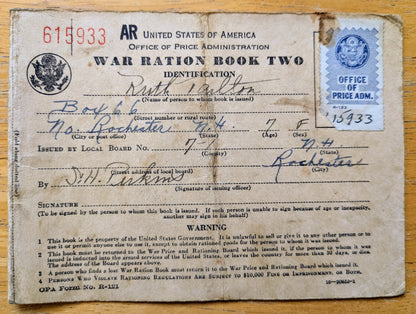 615933 AR UNITED STATES OF AMERICA
OFFICE OF PRICE ADMINISTRATION
WAR RATION BOOK TWO
IDENTIFICATION
OFFICE
OF
PRICE ADM.
R-123
15933
Ruth
(Name of person to whom book is issued)
Box 66
(Street number or rural route)
No. Rochester N.H. 7 8
(City or post office) (State) (Age) (Sex)
ISSUED BY LOCAL BOARD NO. 7-1 N.H.
(County) (State)
Rochester
By S. H. Perkins
(Signature of issuing officer)
SIGNATURE
(To be signed by the person to whom this book is issued. If such person is unable to sign because of age or incapacity,
another may sign in his behalf)
WARNING
1 This book is the property of the United States Government. It is unlawful to sell it to any other person, or to use
it or permit anyone else to use it, except to obtain rationed goods for the person to whom it was issued.
2 This book must be returned to the War Price and Rationing Board which issued it, if the person to whom it was
issued is inducted into the armed services of the United States, or leaves the country for more than 30 days, or dies.
The address of the Board appears above.
3 A person who finds a lost War Ration Book must return it to the War Price and Rationing Board which issued it.
4 PERSONS WHO VIOLATE RATIONING REGULATIONS ARE SUBJECT TO $10,000 FINE OR IMPRISONMENT, OR BOTH.
OPA FORM NO. R-121